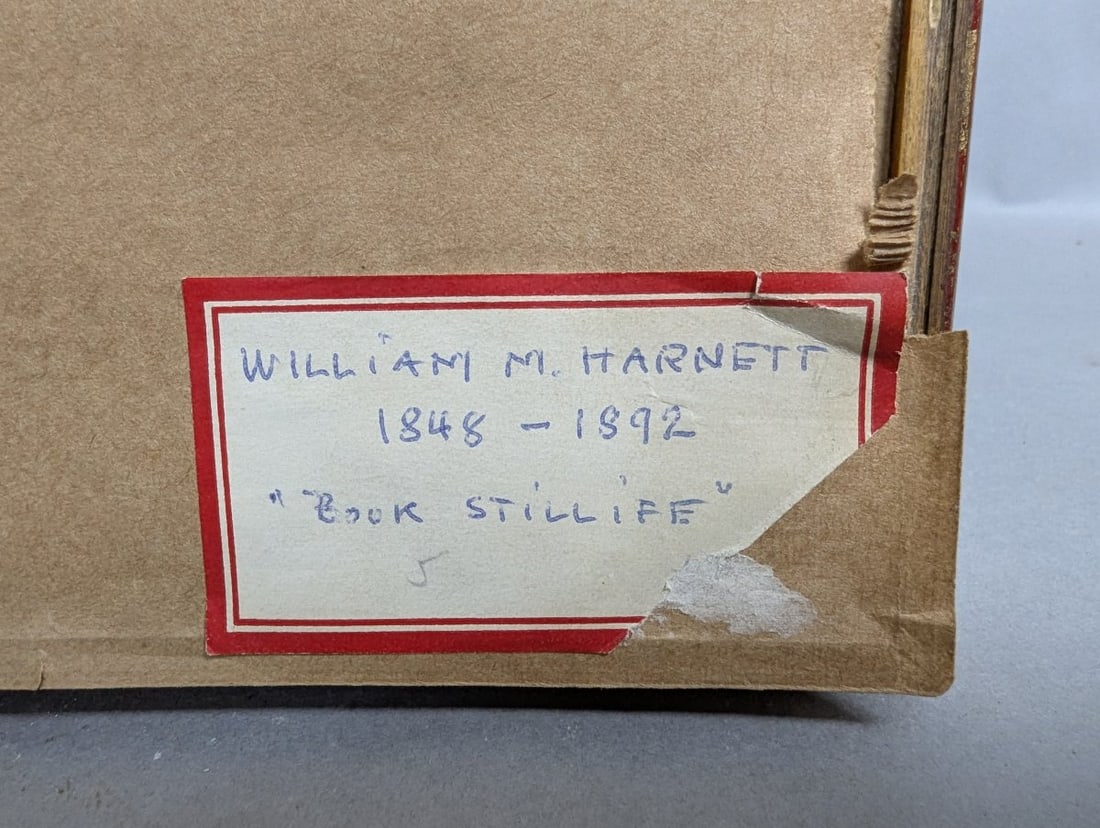 WILLiAM M. HARNETT
1848 - 1892
"BOOK STiLLiFE"
5